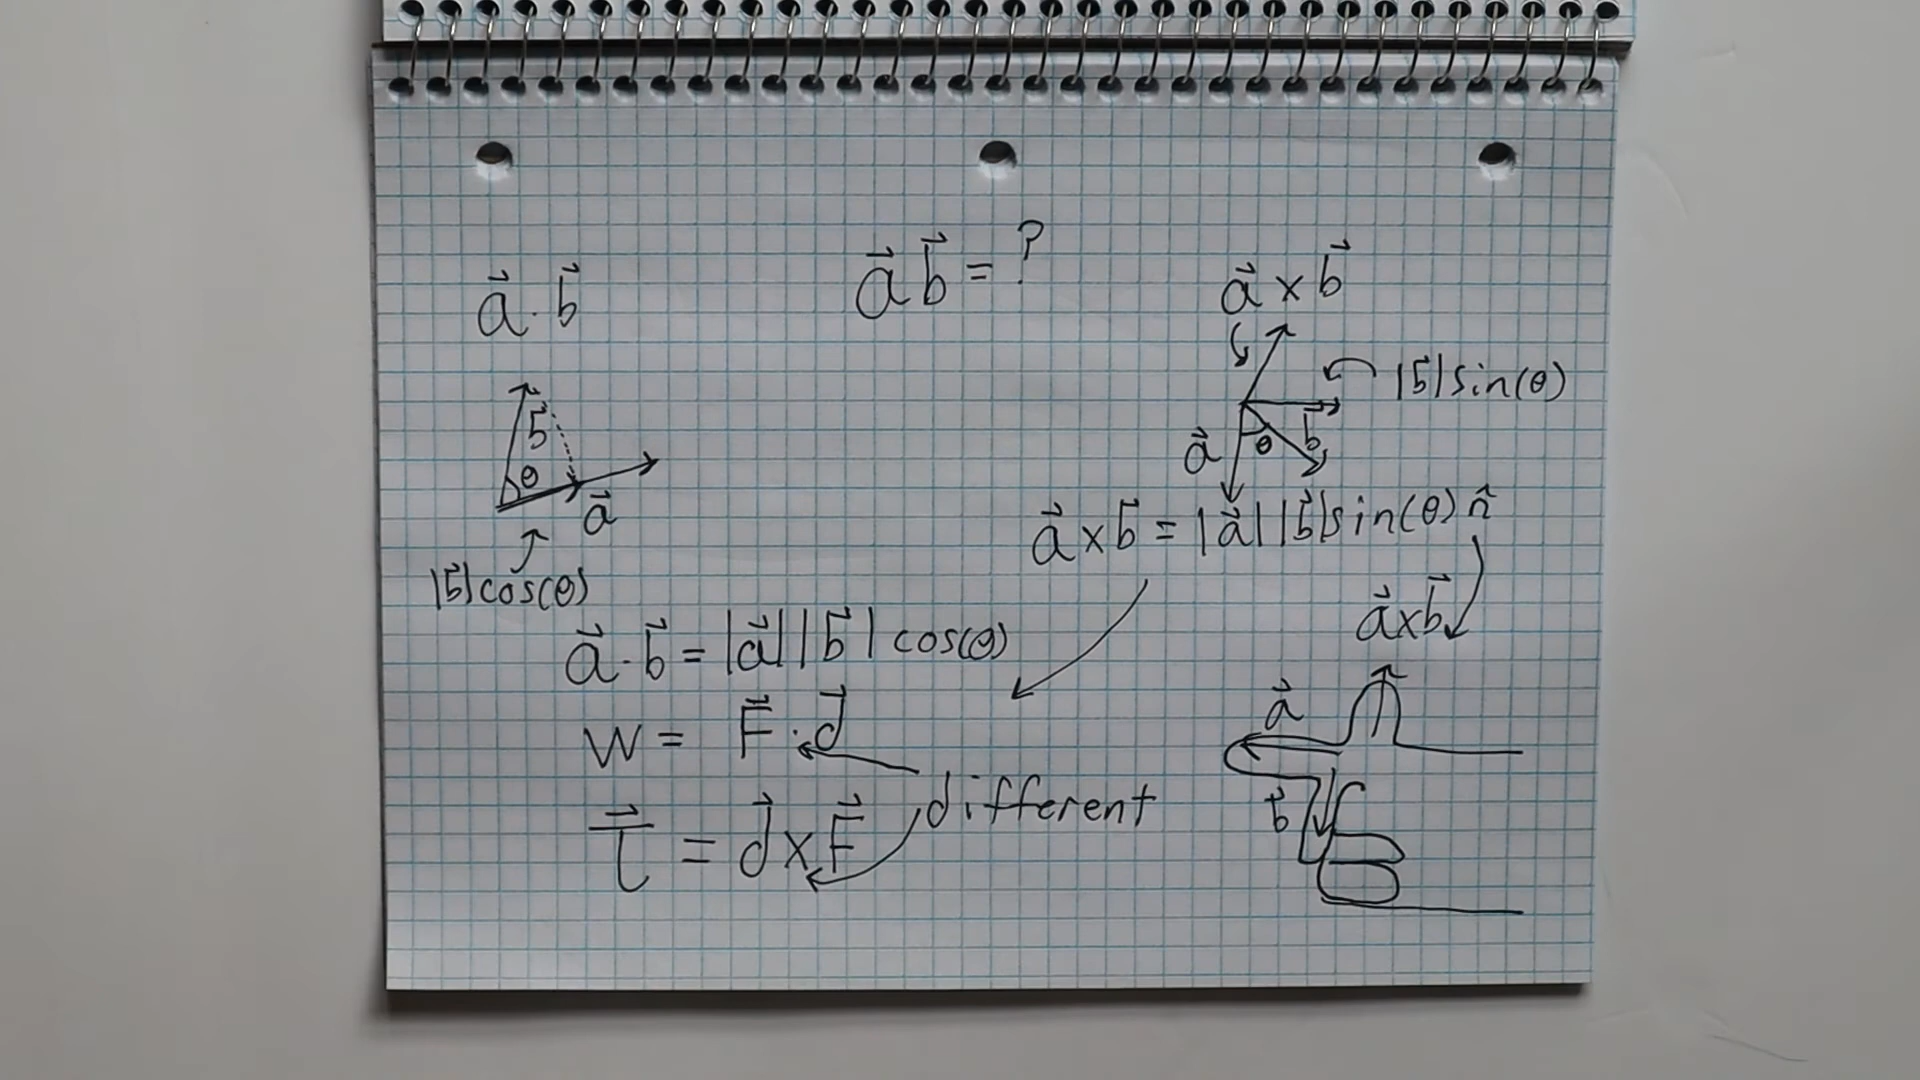 a⃗ · b⃗
a⃗ b⃗ = ?
a⃗ × b⃗
b⃗
θ
a⃗
|b⃗|cos(θ)
|b⃗|sin(θ)
a⃗
θ
b⃗
a⃗ × b⃗ = |a⃗||b⃗|sin(θ) n̂
a⃗ · b⃗ = |a⃗||b⃗| cos(θ)
W = F⃗ · d⃗
τ⃗ = d⃗ × F⃗
different
a⃗ × b⃗
a⃗
b⃗